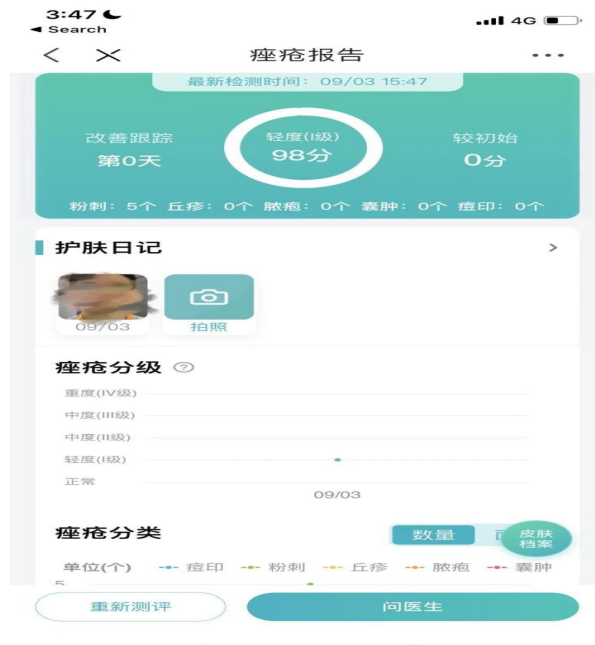 3:47
◄ Search
4G
痤疮报告
最新检测时间：09/03 15:47
改善跟踪
第0天
轻度(I级)
98分
较初始
0分
粉刺：5个 丘疹：0个 脓疱：0个 囊肿：0个 痘印：0个
护肤日记
09/03
拍照
痤疮分级
重度(IV级)
中度(III级)
中度(II级)
轻度(I级)
正常
09/03
痤疮分类
数量
皮肤
档案
单位(个) 痘印 粉刺 丘疹 脓疱 囊肿
重新测评
问医生